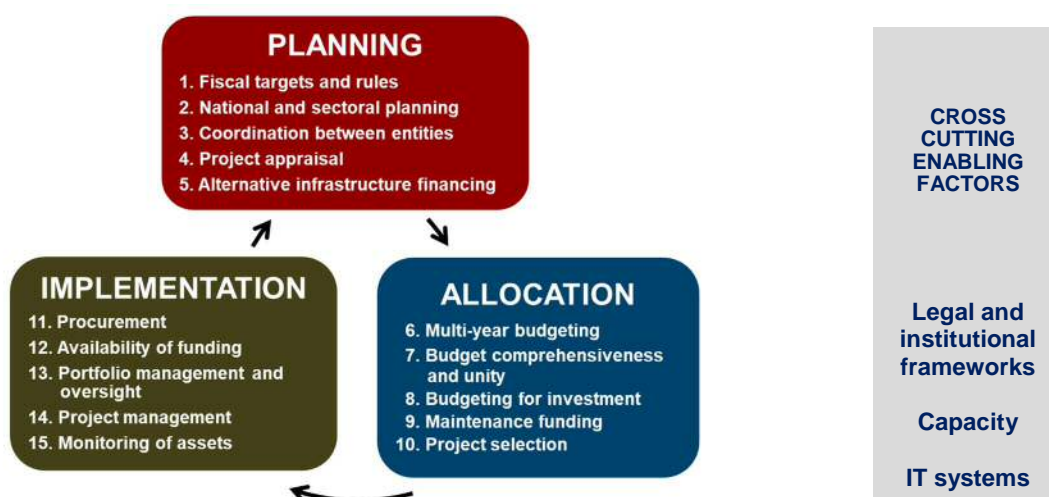 PLANNING
1. Fiscal targets and rules
2. National and sectoral planning
3. Coordination between entities
4. Project appraisal
5. Alternative infrastructure financing
IMPLEMENTATION
11. Procurement
12. Availability of funding
13. Portfolio management and
oversight
14. Project management
15. Monitoring of assets
ALLOCATION
6. Multi-year budgeting
7. Budget comprehensiveness
and unity
8. Budgeting for investment
9. Maintenance funding
10. Project selection
CROSS
CUTTING
ENABLING
FACTORS
Legal and
institutional
frameworks
Capacity
IT systems